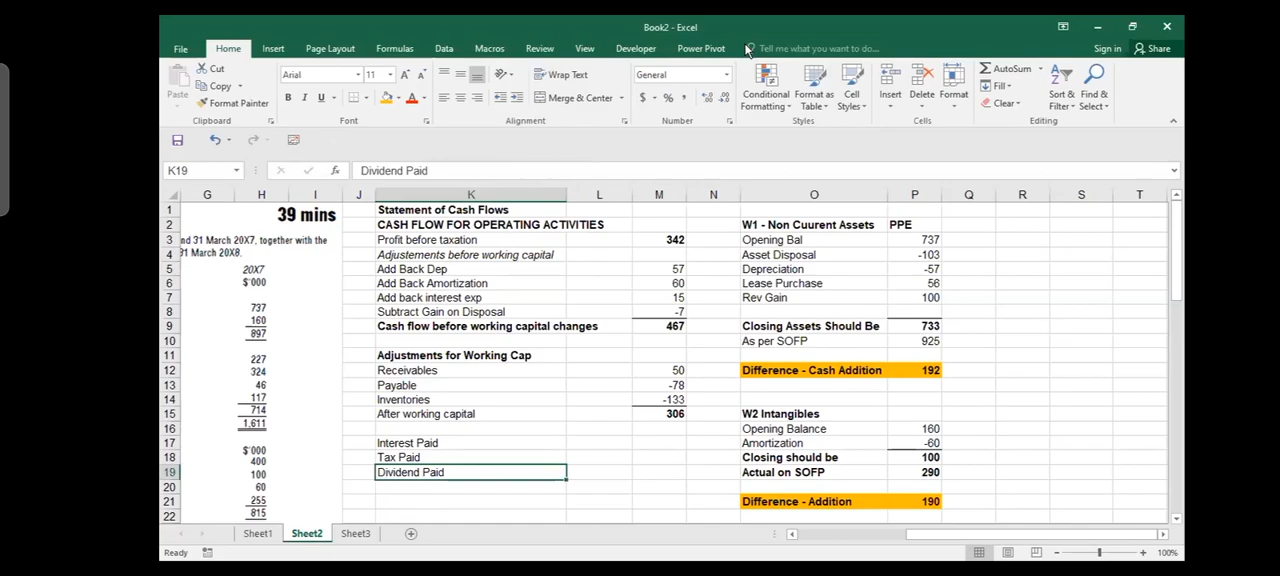 Book2 - Excel
File Home Insert Page Layout Formulas Data Macros Review View Developer Power Pivot Tell me what you want to do... Sign in Share
Paste
Cut
Copy
Format Painter
Clipboard
Arial 11
B I U
Font
Wrap Text
Merge & Center
Alignment
General
$ % ,
Number
Conditional Formatting
Format as Table
Cell Styles
Styles
Insert Delete Format
Cells
AutoSum
Fill
Clear
Sort & Filter
Find & Select
Editing
K19 fx Dividend Paid
G H I J K L M N O P Q R S T
1 39 mins Statement of Cash Flows
2 CASH FLOW FOR OPERATING ACTIVITIES W1 - Non Cuurent Assets PPE
3 nd 31 March 20X7, together with the Profit before taxation 342 Opening Bal 737
4 31 March 20X8. Adjustements before working capital Asset Disposal -103
5 20X7 Add Back Dep 57 Depreciation -57
6 $'000 Add Back Amortization 60 Lease Purchase 56
7 Add back interest exp 15 Rev Gain 100
8 737 Subtract Gain on Disposal -7
9 160 Cash flow before working capital changes 467 Closing Assets Should Be 733
10 897 As per SOFP 925
11 227 Adjustments for Working Cap
12 324 Receivables 50 Difference - Cash Addition 192
13 46 Payable -78
14 117 Inventories -133
15 714 After working capital 306 W2 Intangibles
16 1,611 Opening Balance 160
17 Interest Paid Amortization -60
18 $'000 400 Tax Paid Closing should be 100
19 100 Dividend Paid Actual on SOFP 290
20 60
21 255 Difference - Addition 190
22 815
Sheet1 Sheet2 Sheet3
Ready 100%